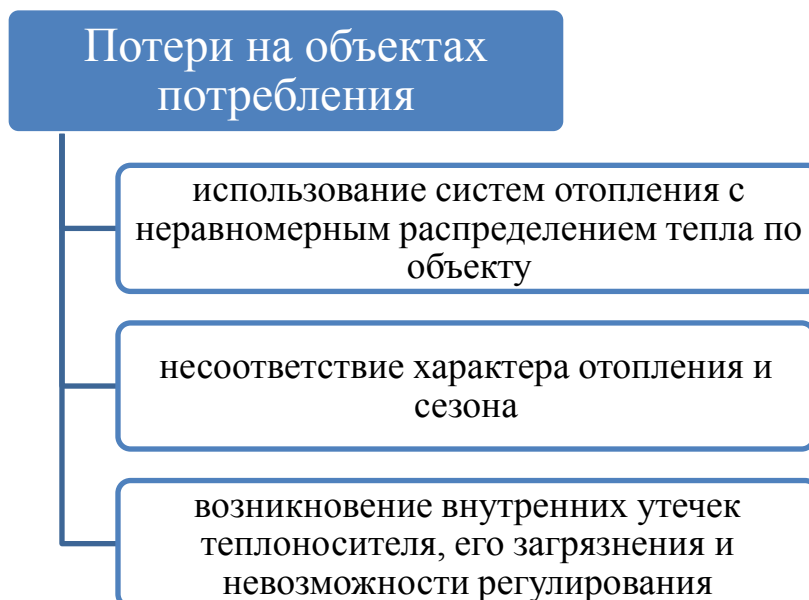 Потери на объектах
потребления
использование систем отопления с
неравномерным распределением тепла по
объекту
несоответствие характера отопления и
сезона
возникновение внутренних утечек
теплоносителя, его загрязнения и
невозможности регулирования